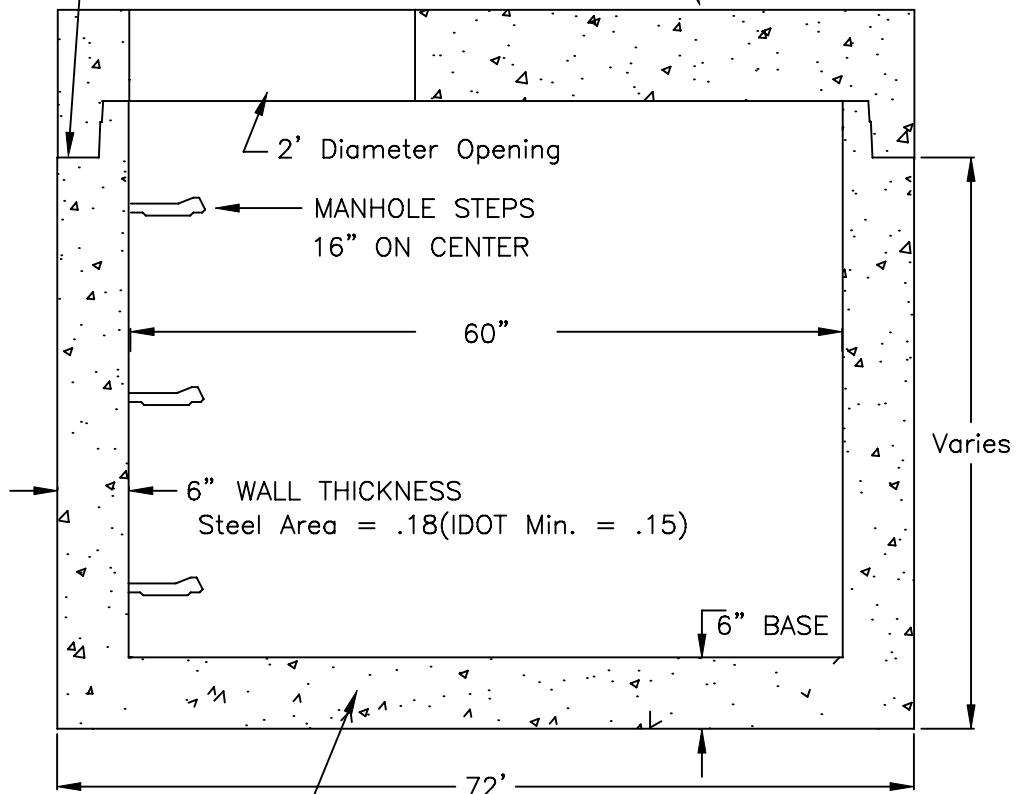 2’ Diameter Opening
MANHOLE STEPS
16” ON CENTER
60”
Varies
6” WALL THICKNESS
Steel Area = .18(IDOT Min. = .15)
6” BASE
72’